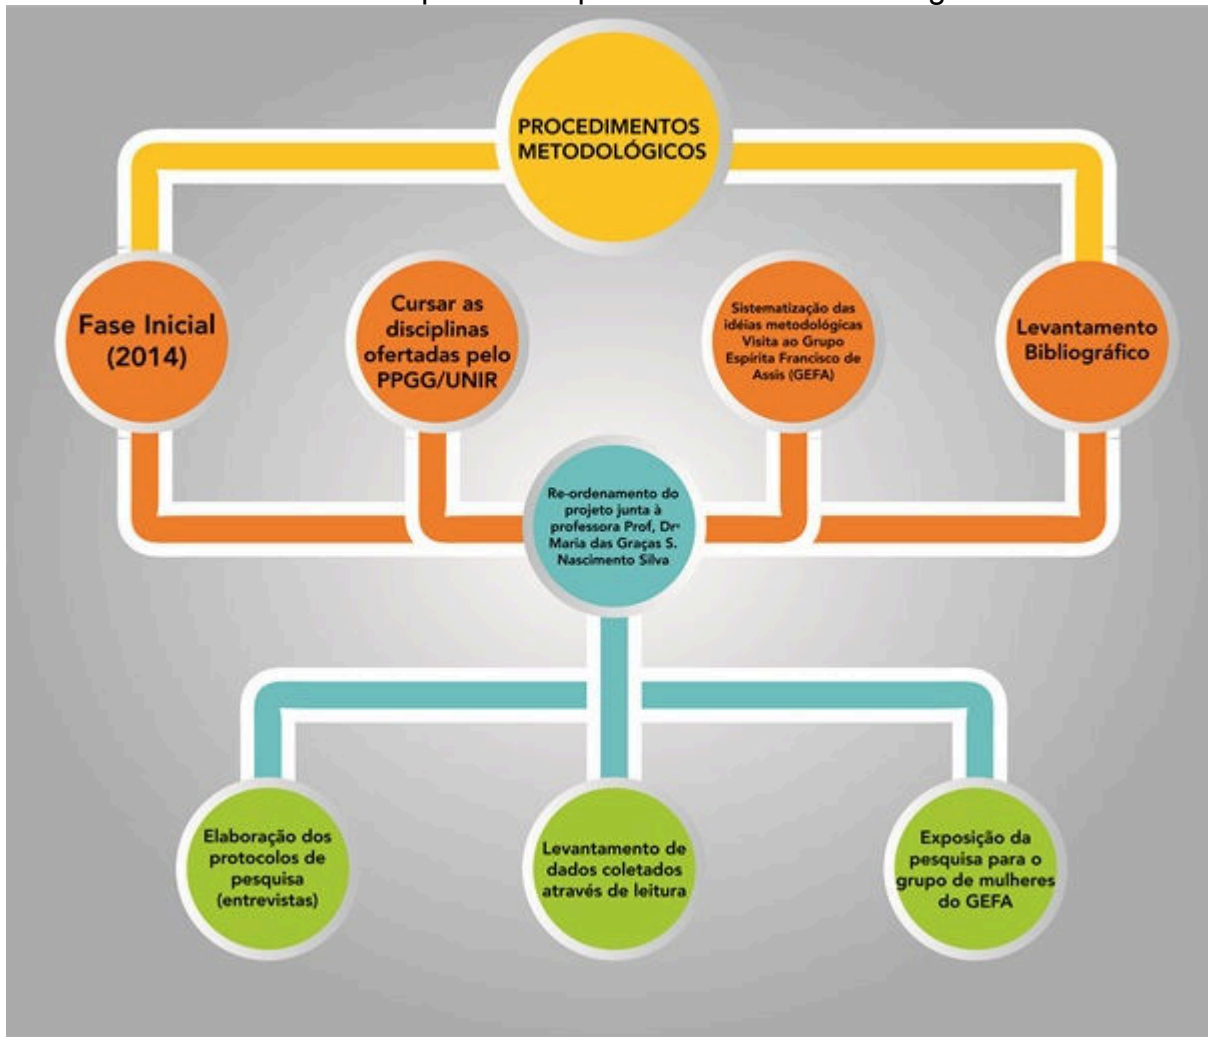 PROCEDIMENTOS
METODOLÓGICOS
Fase Inicial
(2014)
Cursar as
disciplinas
ofertadas pelo
PPGG/UNIR
Sistematização das
idéias metodológicas
Visita ao Grupo
Espírita Francisco de
Assis (GEFA)
Levantamento
Bibliográfico
Re-ordenamento do
projeto junta à
professora Prof, Drª
Maria das Graças S.
Nascimento Silva
Elaboração dos
protocolos de
pesquisa
(entrevistas)
Levantamento de
dados coletados
através de leitura
Exposição da
pesquisa para o
grupo de mulheres
do GEFA